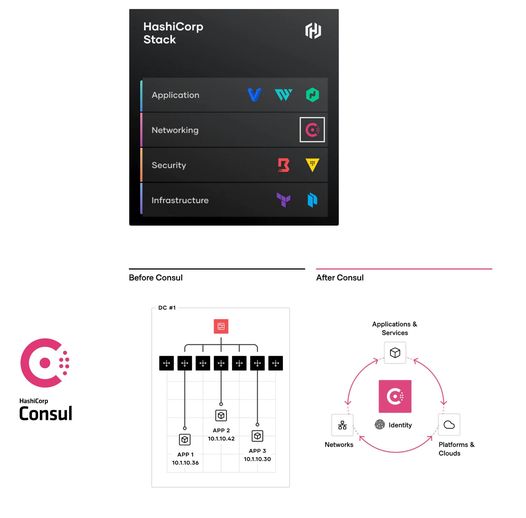 HashiCorp
Stack
Application
Networking
Security
Infrastructure
Before Consul
After Consul
DC #1
APP 1
10.1.10.36
APP 2
10.1.10.42
APP 3
10.1.10.30
Applications &
Services
Identity
Networks
Platforms &
Clouds
HashiCorp
Consul